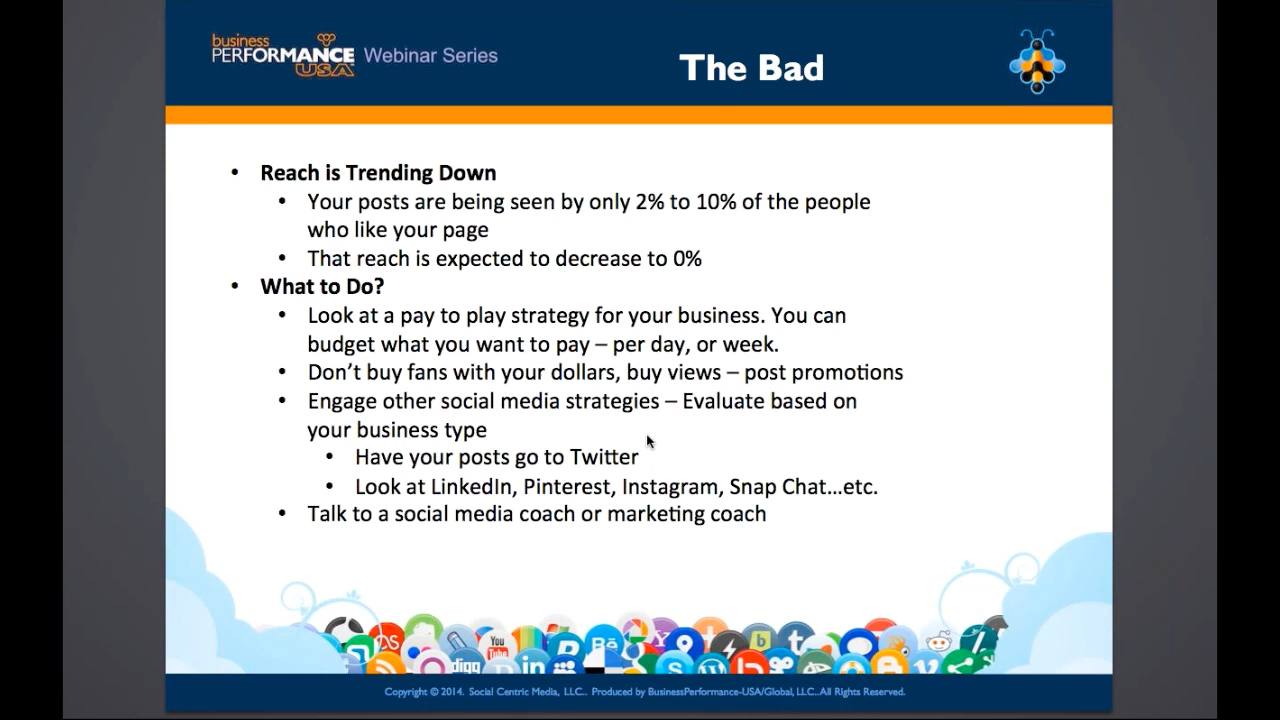 business
PERFORMANCE
USA
Webinar Series
The Bad
• Reach is Trending Down
• Your posts are being seen by only 2% to 10% of the people
who like your page
• That reach is expected to decrease to 0%
• What to Do?
• Look at a pay to play strategy for your business. You can
budget what you want to pay – per day, or week.
• Don’t buy fans with your dollars, buy views – post promotions
• Engage other social media strategies – Evaluate based on
your business type
• Have your posts go to Twitter
• Look at LinkedIn, Pinterest, Instagram, Snap Chat…etc.
• Talk to a social media coach or marketing coach
You
Tube
Bē
digg
in
Copyright © 2014. Social Centric Media, LLC.. Produced by BusinessPerformance-USA/Global, LLC..All Rights Reserved.